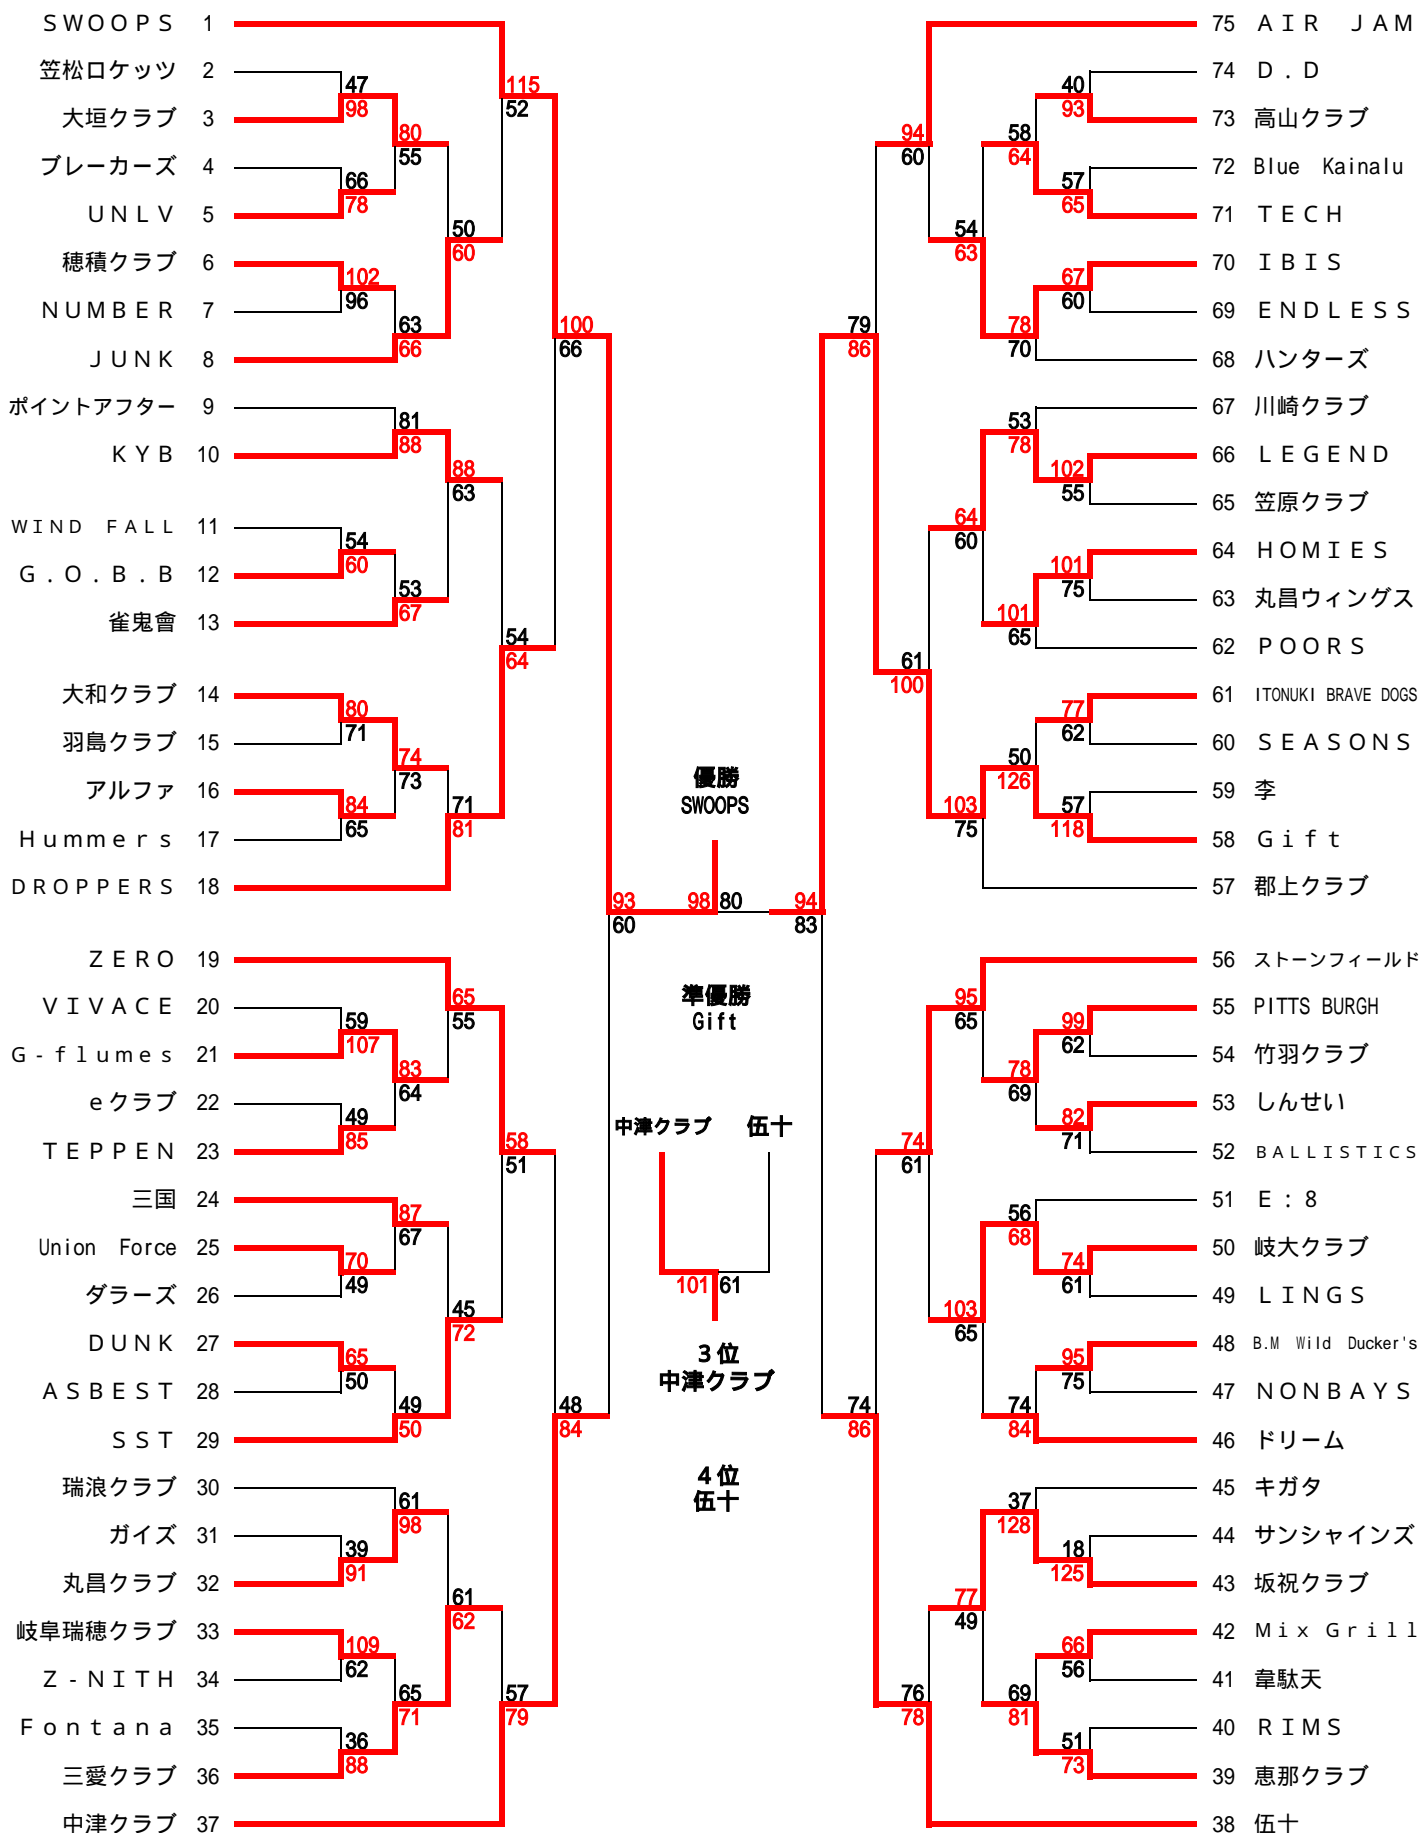 SWOOPS 1
笠松ロケッツ 2
47
98
大垣クラブ 3
80
55
ブレーカーズ 4
66
78
UNLV 5
115
52
50
60
穂積クラブ 6
102
96
NUMBER 7
63
66
JUNK 8
100
66
ポイントアフター 9
81
88
KYB 10
88
63
WIND FALL 11
54
60
G.O.B.B 12
53
67
雀鬼會 13
54
64
大和クラブ 14
80
71
羽島クラブ 15
74
73
アルファ 16
84
65
Hummers 17
71
81
DROPPERS 18
93
60
ZERO 19
65
55
VIVACE 20
59
107
G-flumes 21
83
64
eクラブ 22
49
85
TEPPEN 23
58
51
三国 24
87
67
Union Force 25
70
49
ダラーズ 26
45
72
DUNK 27
65
50
ASBEST 28
49
50
SST 29
48
84
瑞浪クラブ 30
61
98
ガイズ 31
39
91
丸昌クラブ 32
61
62
岐阜瑞穂クラブ 33
109
62
Z-NITH 34
65
71
Fontana 35
36
88
三愛クラブ 36
57
79
中津クラブ 37
優勝
SWOOPS
98 80
準優勝
Gift
中津クラブ 伍十
101 61
3位
中津クラブ
4位
伍十
75 AIR JAM
74 D.D
40
93
73 高山クラブ
58
64
72 Blue Kainalu
57
65
71 TECH
94
60
54
63
70 IBIS
67
60
69 ENDLESS
78
70
68 ハンターズ
79
86
67 川崎クラブ
53
78
66 LEGEND
102
55
65 笠原クラブ
64
60
64 HOMIES
101
75
63 丸昌ウィングス
101
65
62 POORS
61
100
61 ITONUKI BRAVE DOGS
77
62
60 SEASONS
50
126
59 李
57
118
58 Gift
103
75
57 郡上クラブ
94
83
56 ストーンフィールド
95
65
55 PITTS BURGH
99
62
54 竹羽クラブ
78
69
53 しんせい
82
71
52 BALLISTICS
74
61
51 E:8
56
68
50 岐大クラブ
74
61
49 LINGS
103
65
48 B.M Wild Ducker's
95
75
47 NONBAYS
74
84
46 ドリーム
74
86
45 キガタ
37
128
44 サンシャインズ
18
125
43 坂祝クラブ
77
49
42 Mix Grill
66
56
41 韋駄天
69
81
40 RIMS
51
73
39 恵那クラブ
76
78
38 伍十